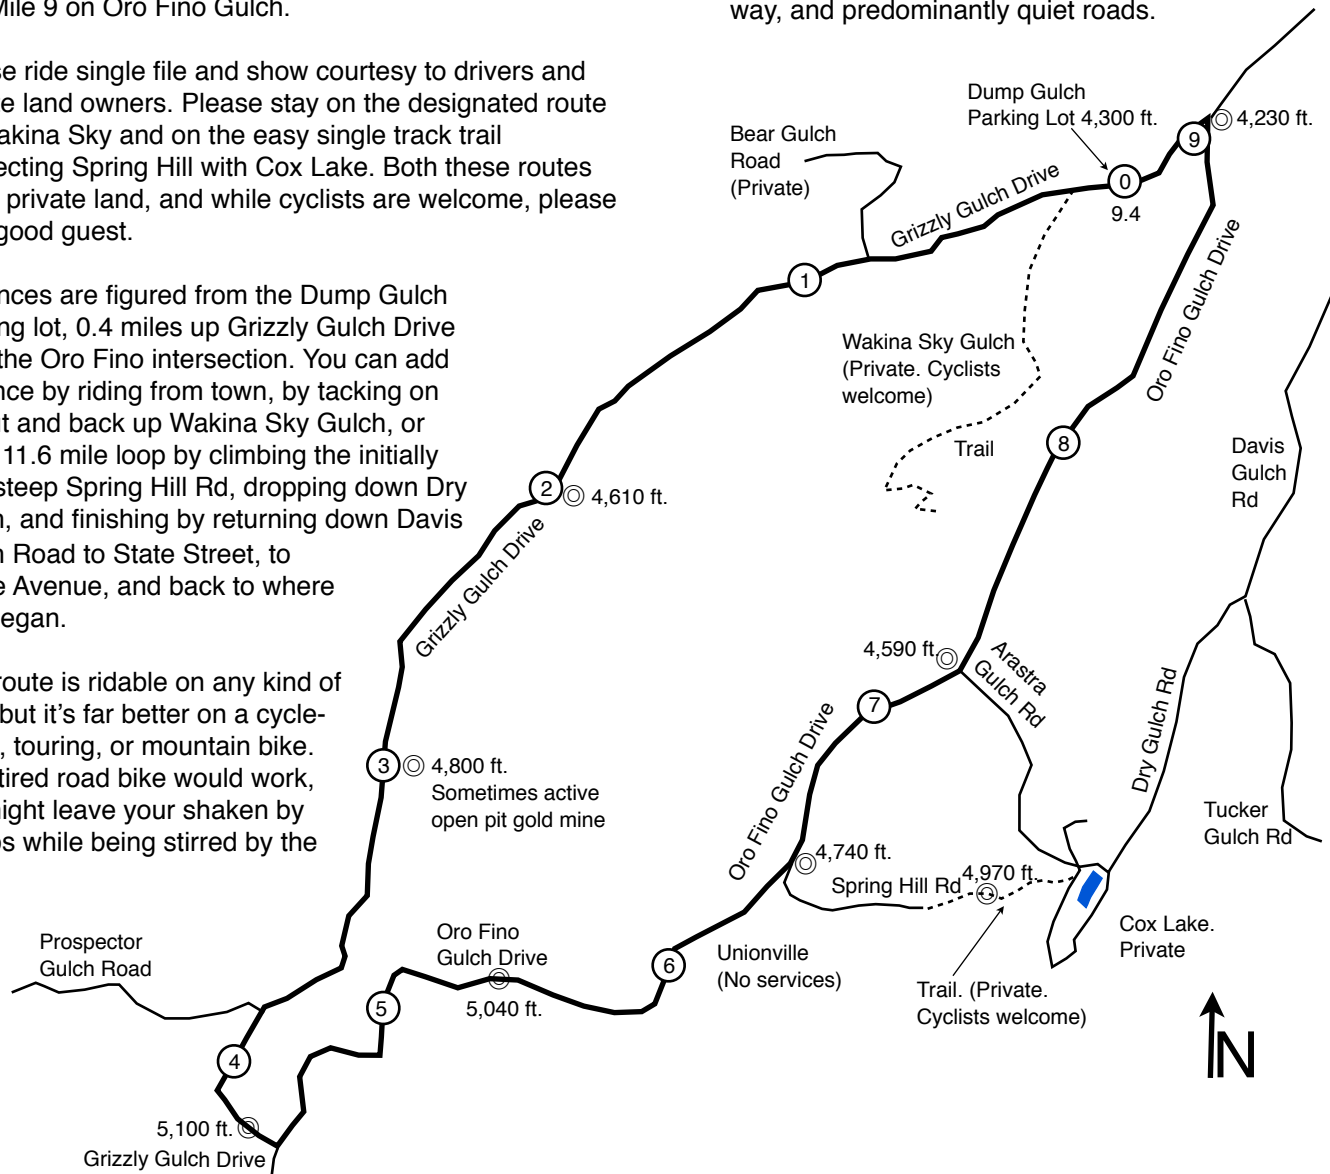 Mile 9 on Oro Fino Gulch.
se ride single file and show courtesy to drivers and
e land owners. Please stay on the designated route
akina Sky and on the easy single track trail
ecting Spring Hill with Cox Lake. Both these routes
private land, and while cyclists are welcome, please
good guest.
nces are figured from the Dump Gulch
ng lot, 0.4 miles up Grizzly Gulch Drive
the Oro Fino intersection. You can add
nce by riding from town, by tacking on
t and back up Wakina Sky Gulch, or
11.6 mile loop by climbing the initially
steep Spring Hill Rd, dropping down Dry
n, and finishing by returning down Davis
n Road to State Street, to
e Avenue, and back to where
egan.
route is ridable on any kind of
but it's far better on a cycle-
, touring, or mountain bike.
tired road bike would work,
night leave your shaken by
os while being stirred by the
way, and predominantly quiet roads.
Dump Gulch
Parking Lot 4,300 ft.
9
4,230 ft.
Bear Gulch
Road
(Private)
0
9.4
Grizzly Gulch Drive
1
Oro Fino Gulch Drive
Wakina Sky Gulch
(Private. Cyclists
welcome)
Trail
8
Davis
Gulch
Rd
2
4,610 ft.
Grizzly Gulch Drive
4,590 ft.
Arastra
Gulch Rd
7
Dry Gulch Rd
3
4,800 ft.
Sometimes active
open pit gold mine
Oro Fino Gulch Drive
Tucker
Gulch Rd
4,740 ft.
Spring Hill Rd
4,970 ft.
Cox Lake.
Private
Prospector
Gulch Road
Oro Fino
Gulch Drive
5,040 ft.
6
Unionville
(No services)
Trail. (Private.
Cyclists welcome)
5
4
5,100 ft.
Grizzly Gulch Drive
N